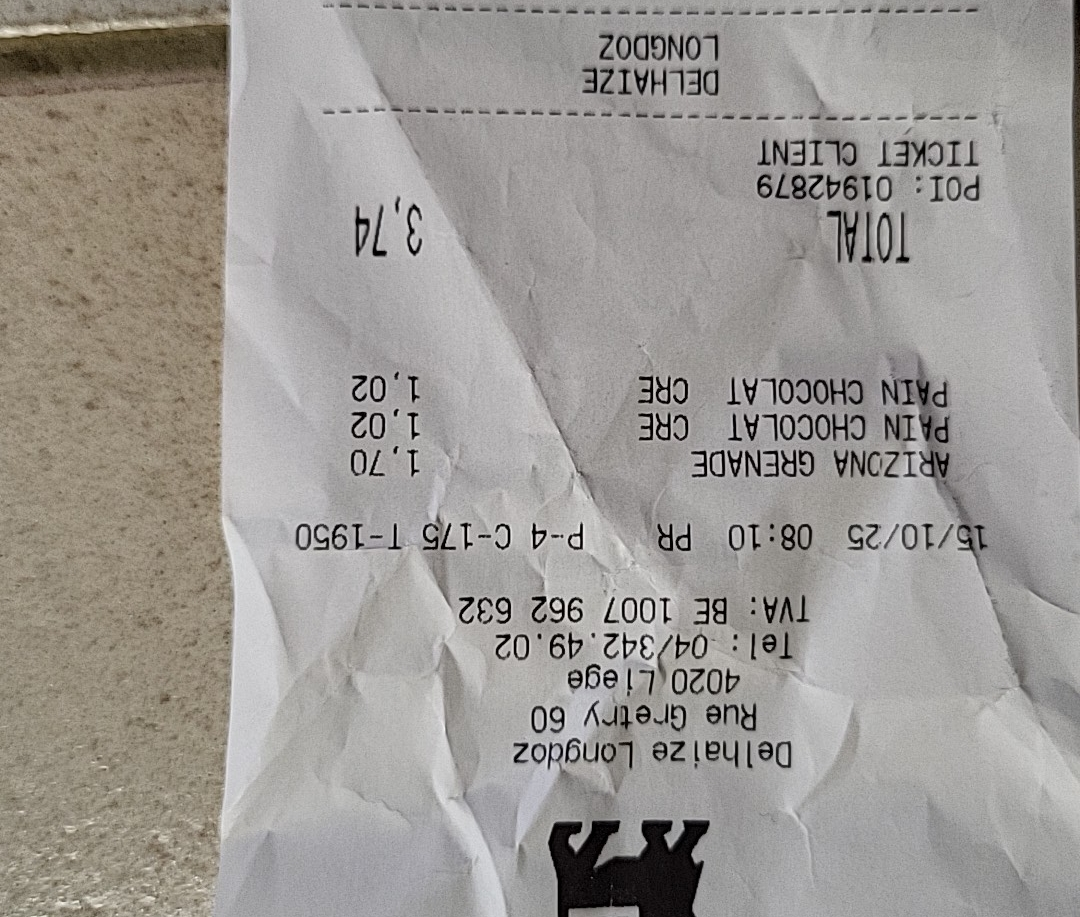 Delhaize Longdoz
Rue Gretry 60
4020 Liege
Tel: 04/342.49.02
TVA: BE 1007 962 632
15/10/25 08:10 PR P-4 C-175 T-1950
ARIZONA GRENADE 1,70
PAIN CHOCOLAT CRE 1,02
PAIN CHOCOLAT CRE 1,02
TOTAL 3,74
POI: 01942879
TICKET CLIENT
--------------------------------
DELHAIZE
LONGDOZ
--------------------------------